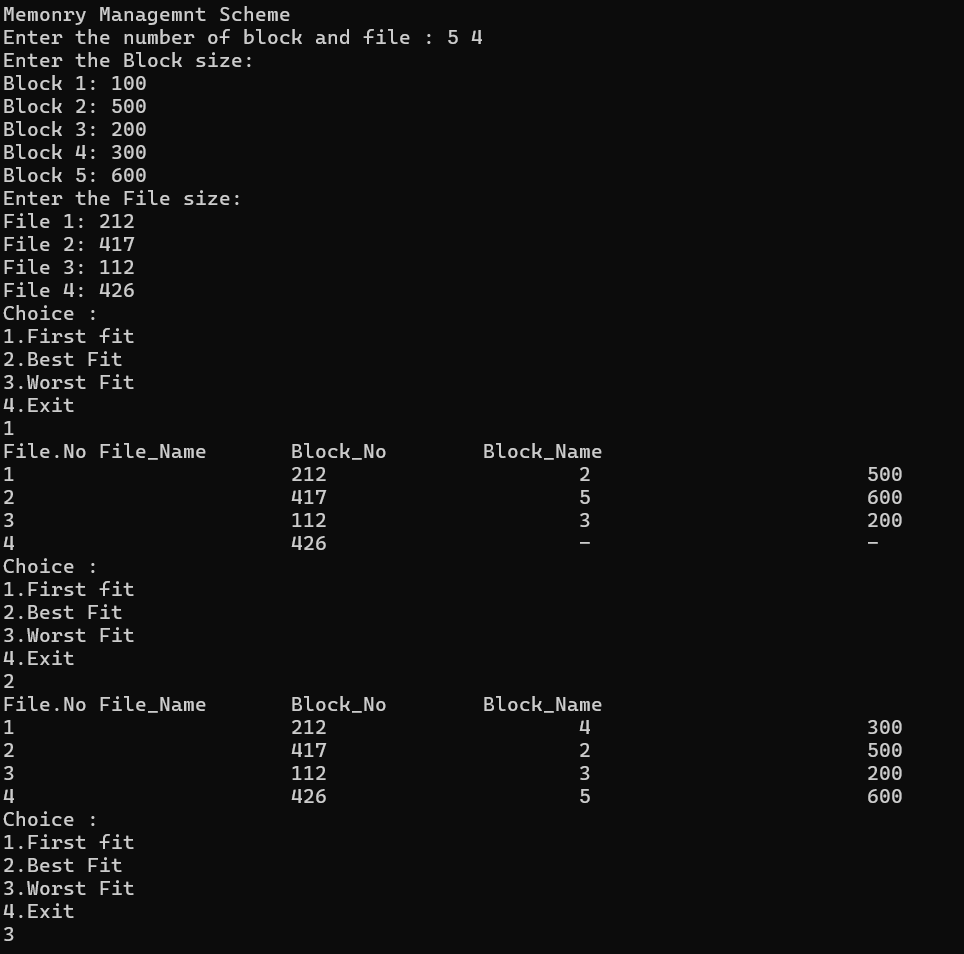 Memonry Managemnt Scheme
Enter the number of block and file : 5 4
Enter the Block size:
Block 1: 100
Block 2: 500
Block 3: 200
Block 4: 300
Block 5: 600
Enter the File size:
File 1: 212
File 2: 417
File 3: 112
File 4: 426
Choice :
1.First fit
2.Best Fit
3.Worst Fit
4.Exit
1
File.No File_Name       Block_No        Block_Name
1                       212                     2                       500
2                       417                     5                       600
3                       112                     3                       200
4                       426                     -                       -
Choice :
1.First fit
2.Best Fit
3.Worst Fit
4.Exit
2
File.No File_Name       Block_No        Block_Name
1                       212                     4                       300
2                       417                     2                       500
3                       112                     3                       200
4                       426                     5                       600
Choice :
1.First fit
2.Best Fit
3.Worst Fit
4.Exit
3